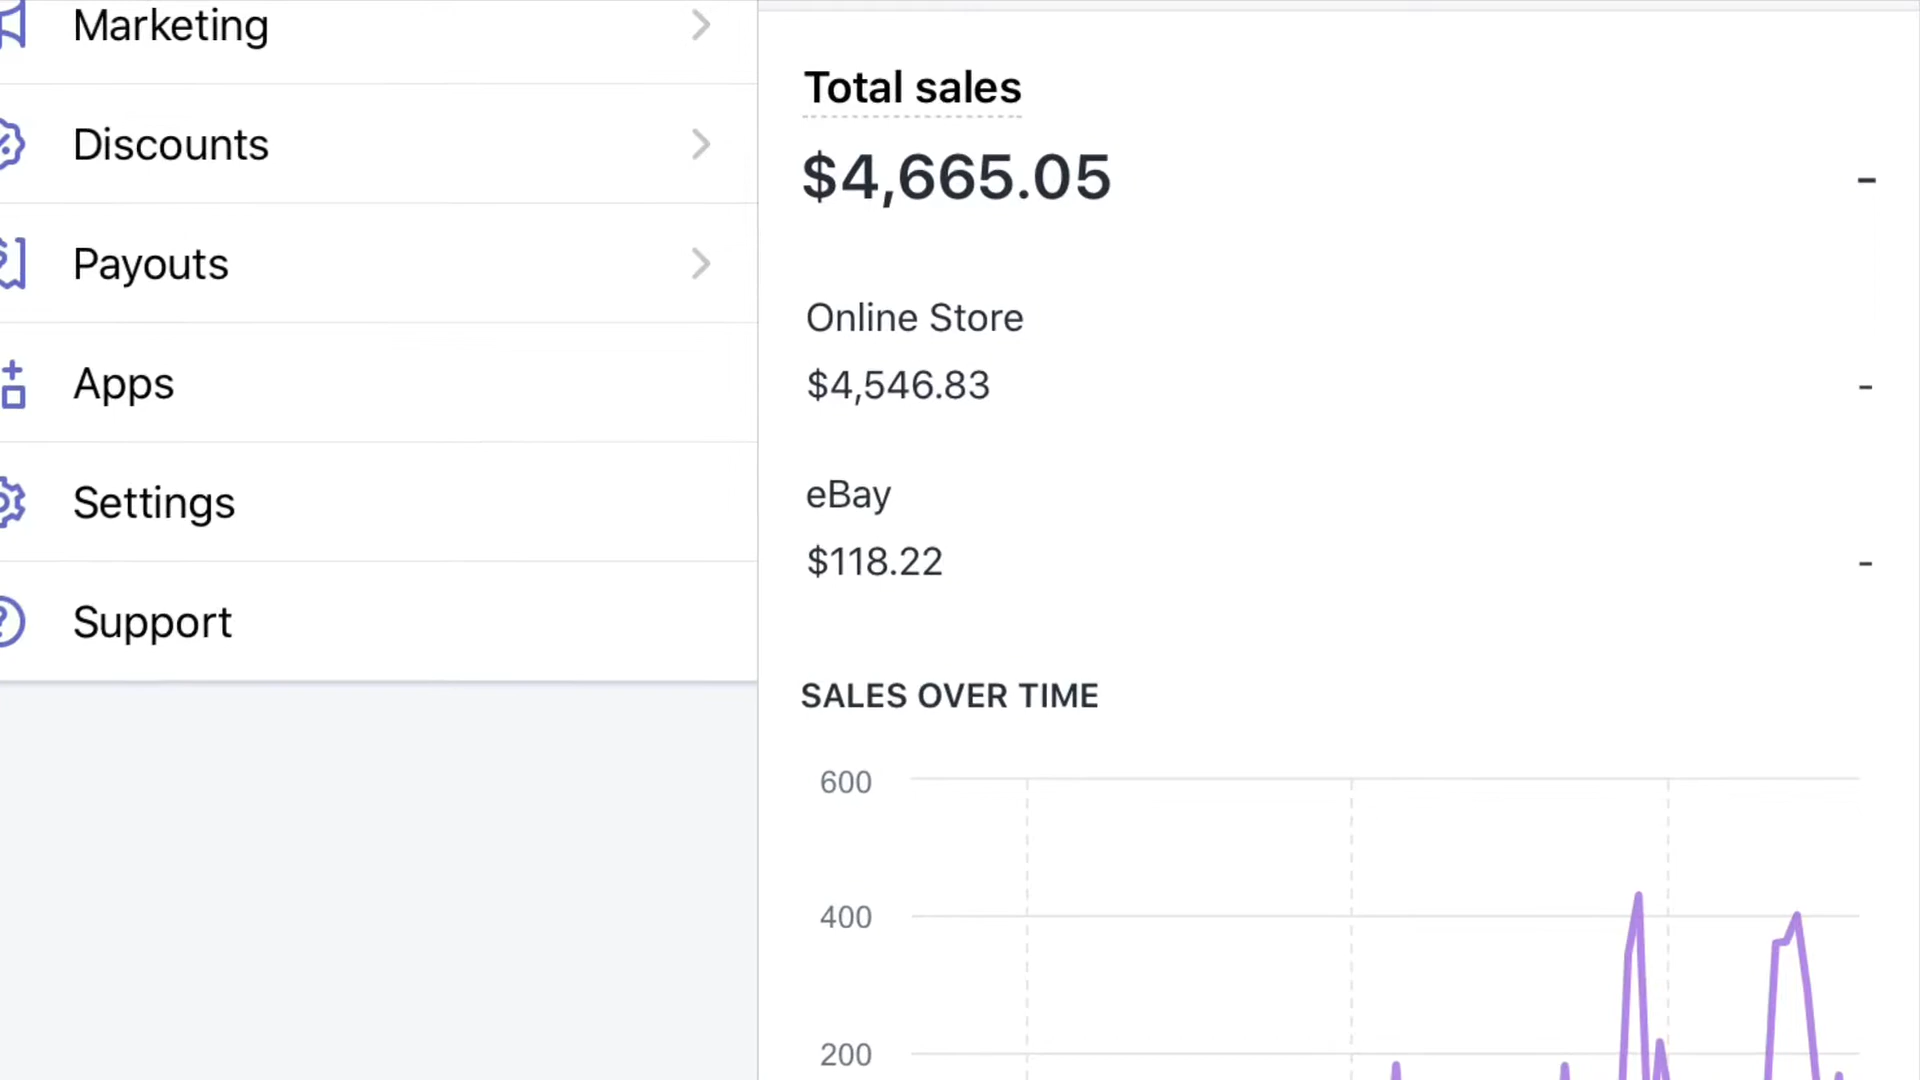 Marketing
Discounts
Payouts
Apps
Settings
Support
Total sales
$4,665.05
-
Online Store
$4,546.83
-
eBay
$118.22
-
SALES OVER TIME
600
400
200